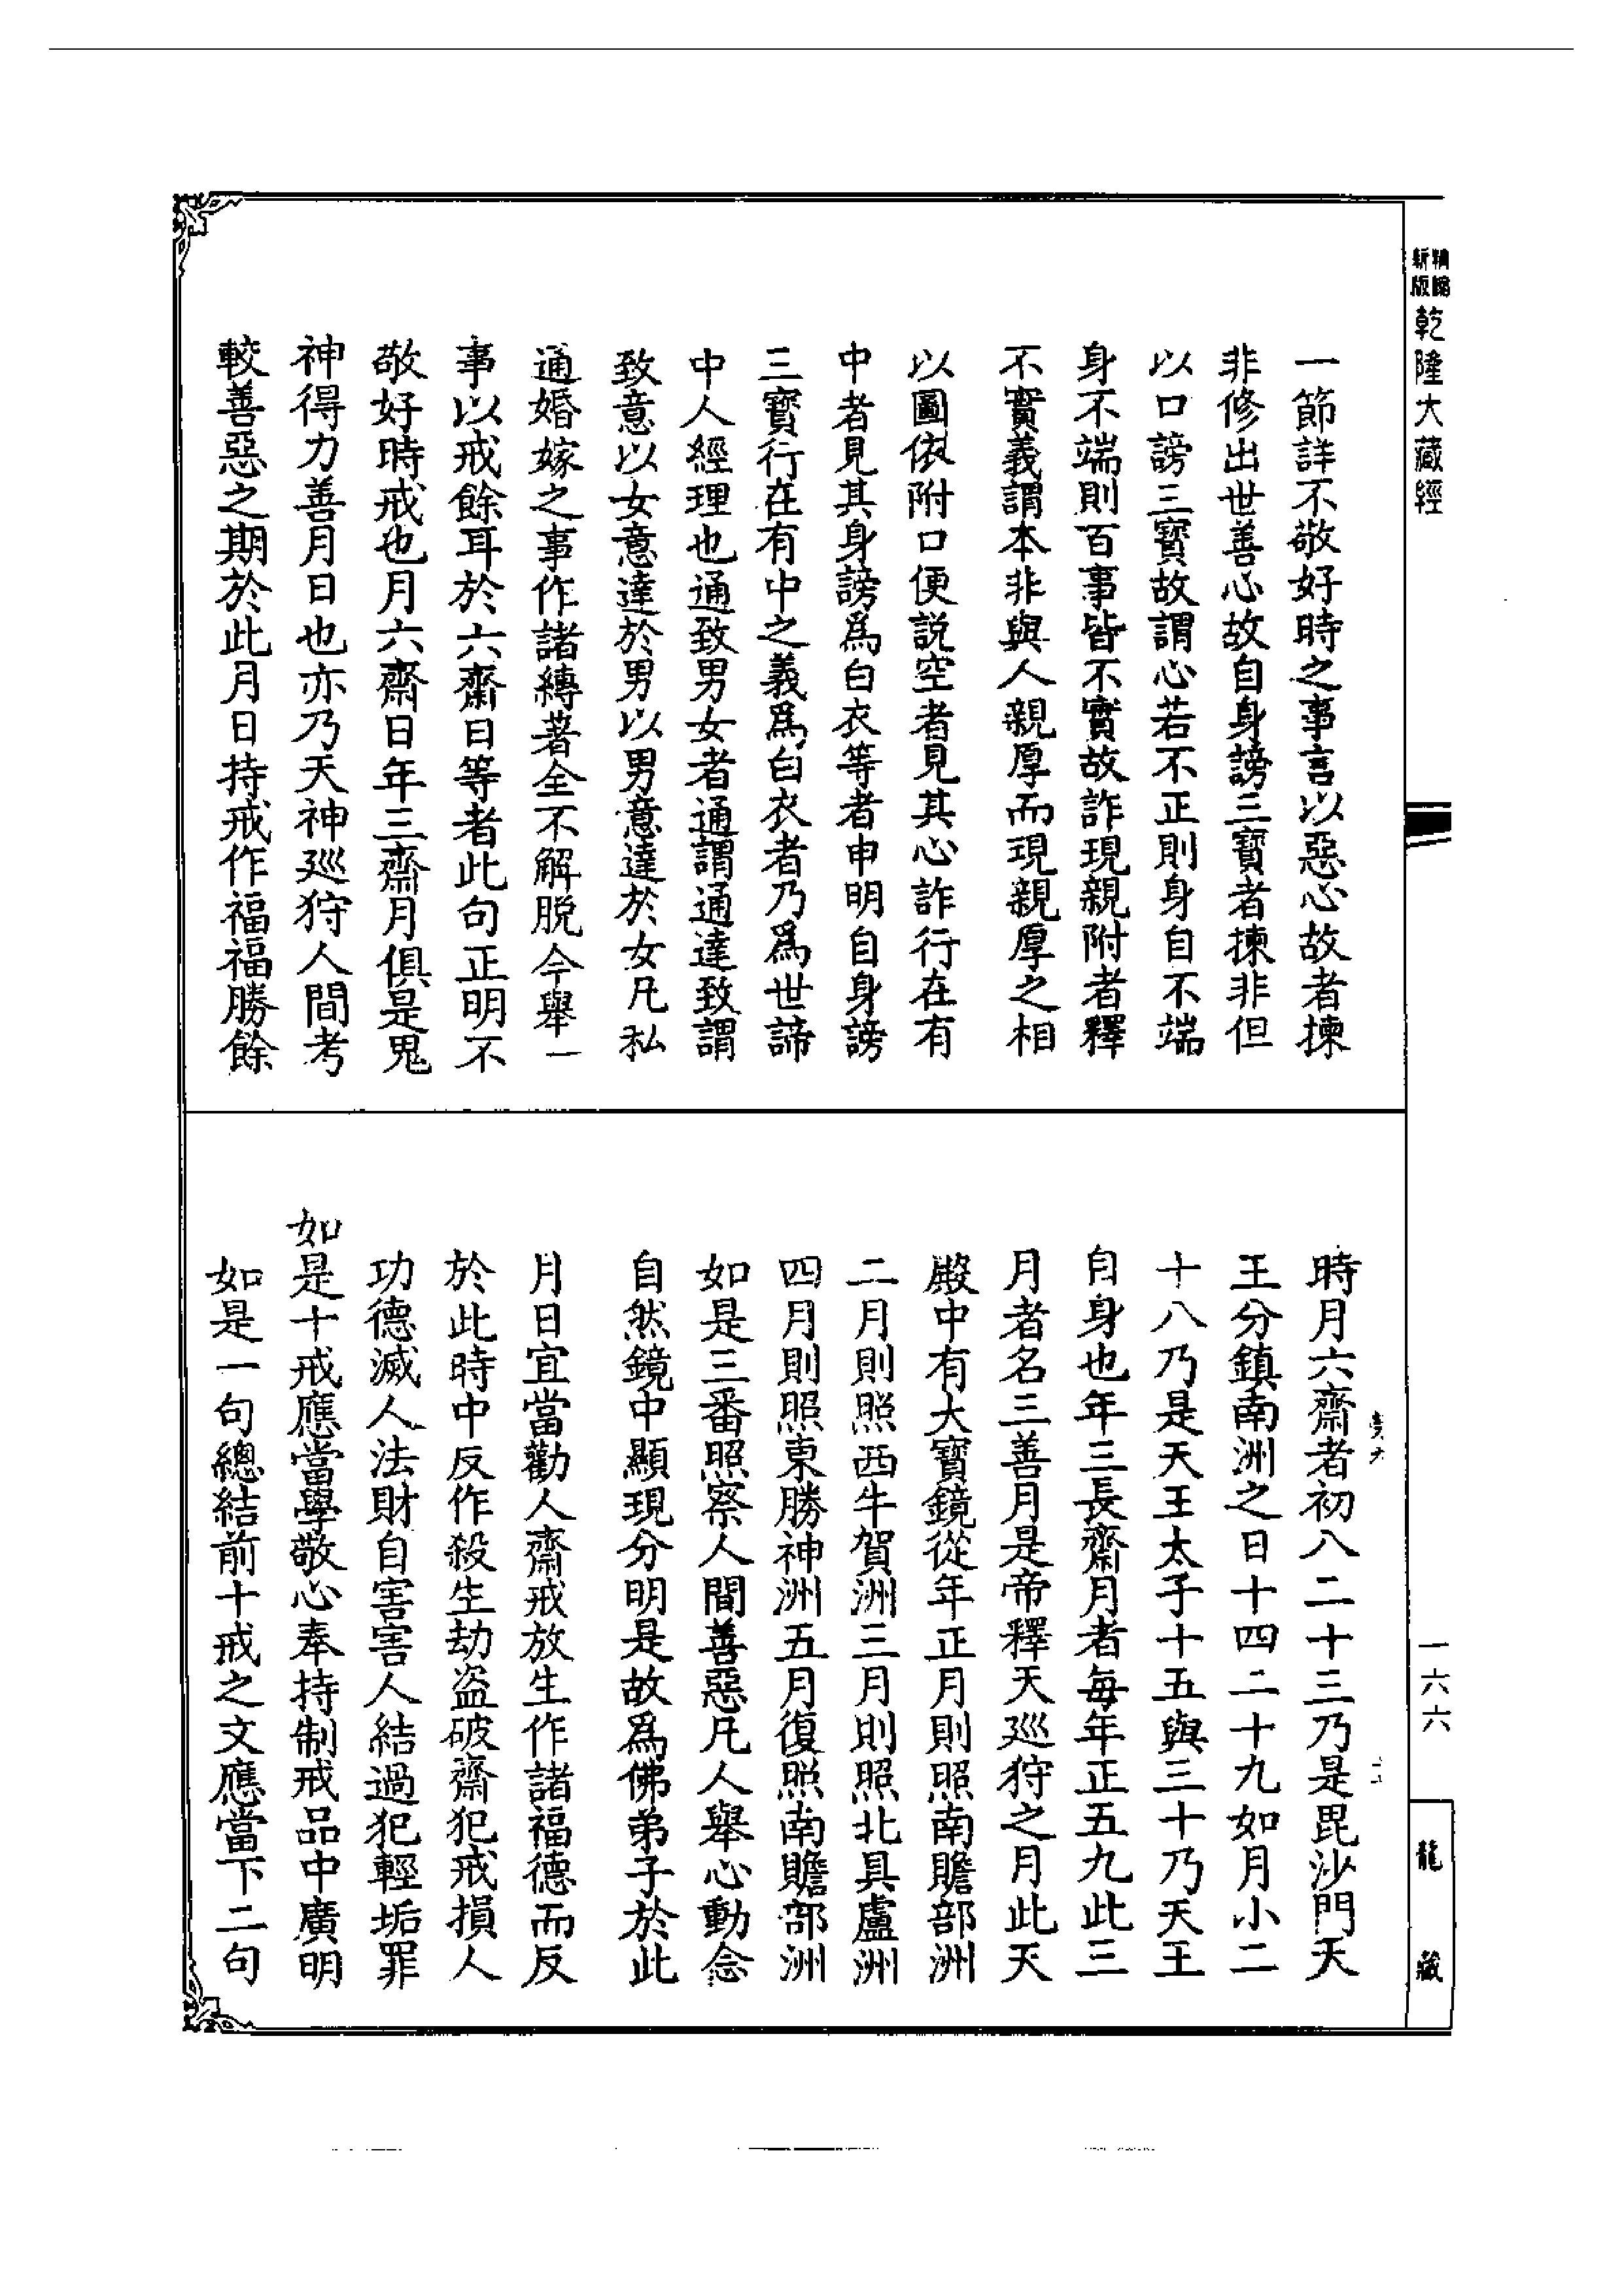 精縮
新版
乾隆大藏經
一節詳不敬好時之事言以惡心故者揀
非修出世善心故自身謗三寶者揀非但
以口謗三寶故謂心若不正則身自不端
身不端則百事皆不實故詐現親附者釋
不實義謂本非與人親厚而現親厚之相
以圖依附口便説空者見其心詐行在有
中者見其身謗爲白衣等者申明自身謗
三寶行在有中之義爲白衣者乃爲世諦
中人經理也通致男女者通謂通達致謂
致意以女意達於男以男意達於女凡私
通婚嫁之事作諸縛著全不解脱今舉一
事以戒餘耳於六齋日等者此句正明不
敬好時戒也月六齋日年三齋月俱是鬼
神得力善月日也亦乃天神巡狩人間考
較善惡之期於此月日持戒作福福勝餘
時月六齋者初八二十三乃是毘沙門天
王分鎮南洲之日十四二十九如月小二
十八乃是天王太子十五與三十乃天王
自身也年三長齋月者每年正五九此三
月者名三善月是帝釋天巡狩之月此天
殿中有大寶鏡從年正月則照南贍部洲
二月則照西牛賀洲三月則照北具盧洲
四月則照東勝神洲五月復照南贍部洲
如是三番照察人間善惡凡人舉心動念
自然鏡中顯現分明是故爲佛弟子於此
月日宜當勸人齋戒放生作諸福德而反
於此時中反作殺生劫盜破齋犯戒損人
功德滅人法財自害害人結過犯輕垢罪
如是十戒應當學敬心奉持制戒品中廣明
如是一句總結前十戒之文應當下二句
一六六
龍藏